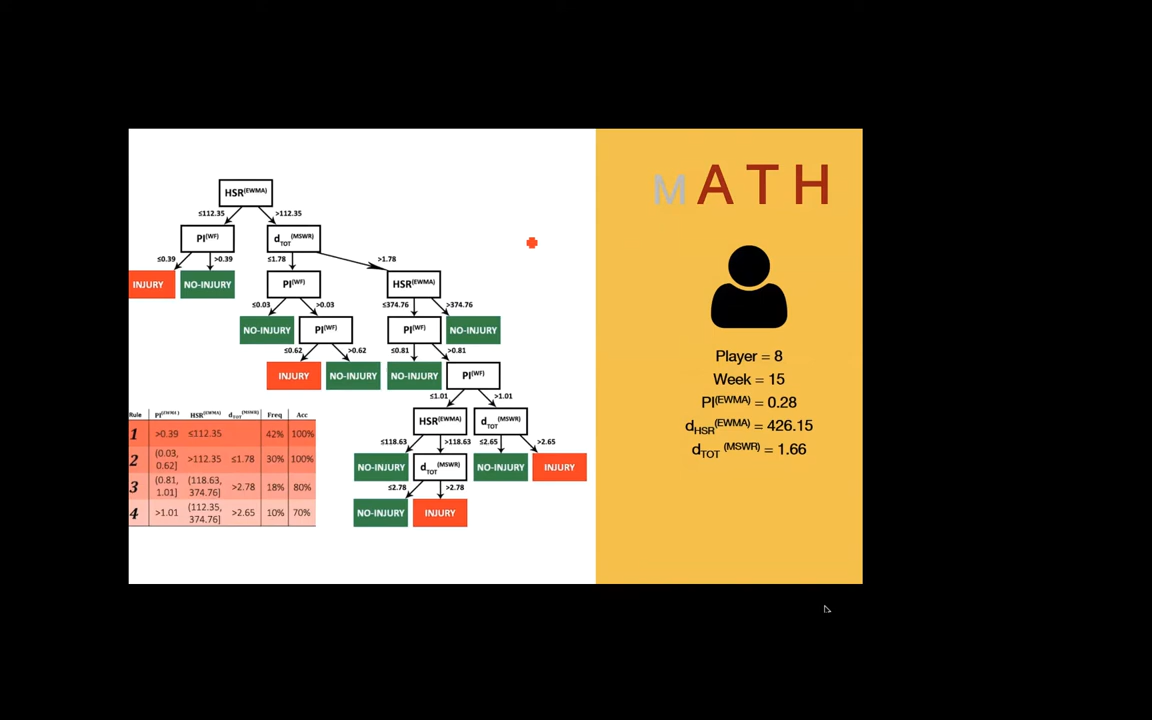 MATH
HSR(EWMA)
≤112.35 >112.35
PI(WF) dTOT(MSWR)
≤0.39 >0.39 ≤1.78 >1.78
INJURY NO-INJURY PI(WF) HSR(EWMA)
≤0.03 >0.03 ≤374.76 >374.76
NO-INJURY PI(WF) PI(WF) NO-INJURY
≤0.62 >0.62 ≤0.81 >0.81
INJURY NO-INJURY NO-INJURY PI(WF)
≤1.01 >1.01
HSR(EWMA) dTOT(MSWR)
≤118.63 >118.63 ≤2.65 >2.65
NO-INJURY dTOT(MSWR) NO-INJURY INJURY
≤2.78 >2.78
NO-INJURY INJURY
Rule PI(EWMA) HSR(EWMA) dTOT(MSWR) Freq Acc
1 >0.39 ≤112.35 42% 100%
2 (0.03, 0.62] >112.35 ≤1.78 30% 100%
3 (0.81, 1.01] (118.63, 374.76] >2.78 18% 80%
4 >1.01 (112.35, 374.76] >2.65 10% 70%
Player = 8
Week = 15
PI(EWMA) = 0.28
dHSR(EWMA) = 426.15
dTOT (MSWR) = 1.66